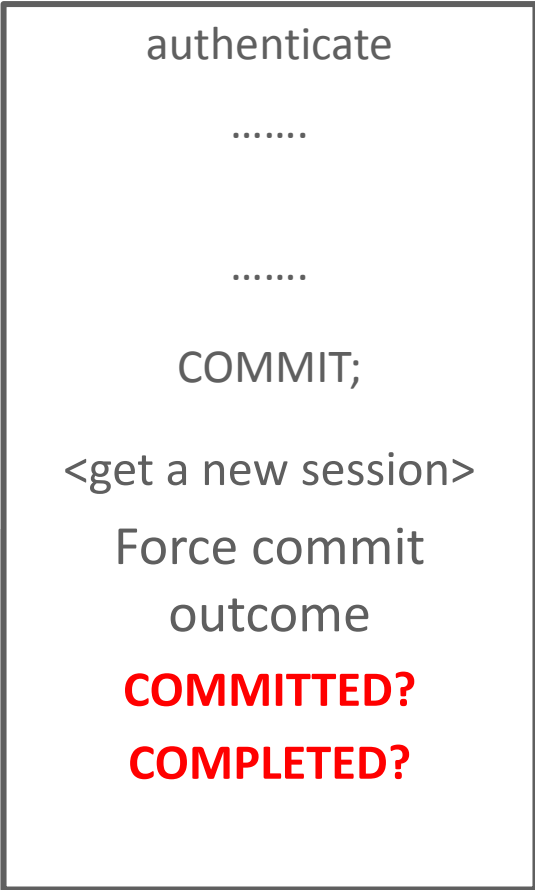 authenticate
.......
.......
COMMIT;
<get a new session>
Force commit
outcome
COMMITTED?
COMPLETED?